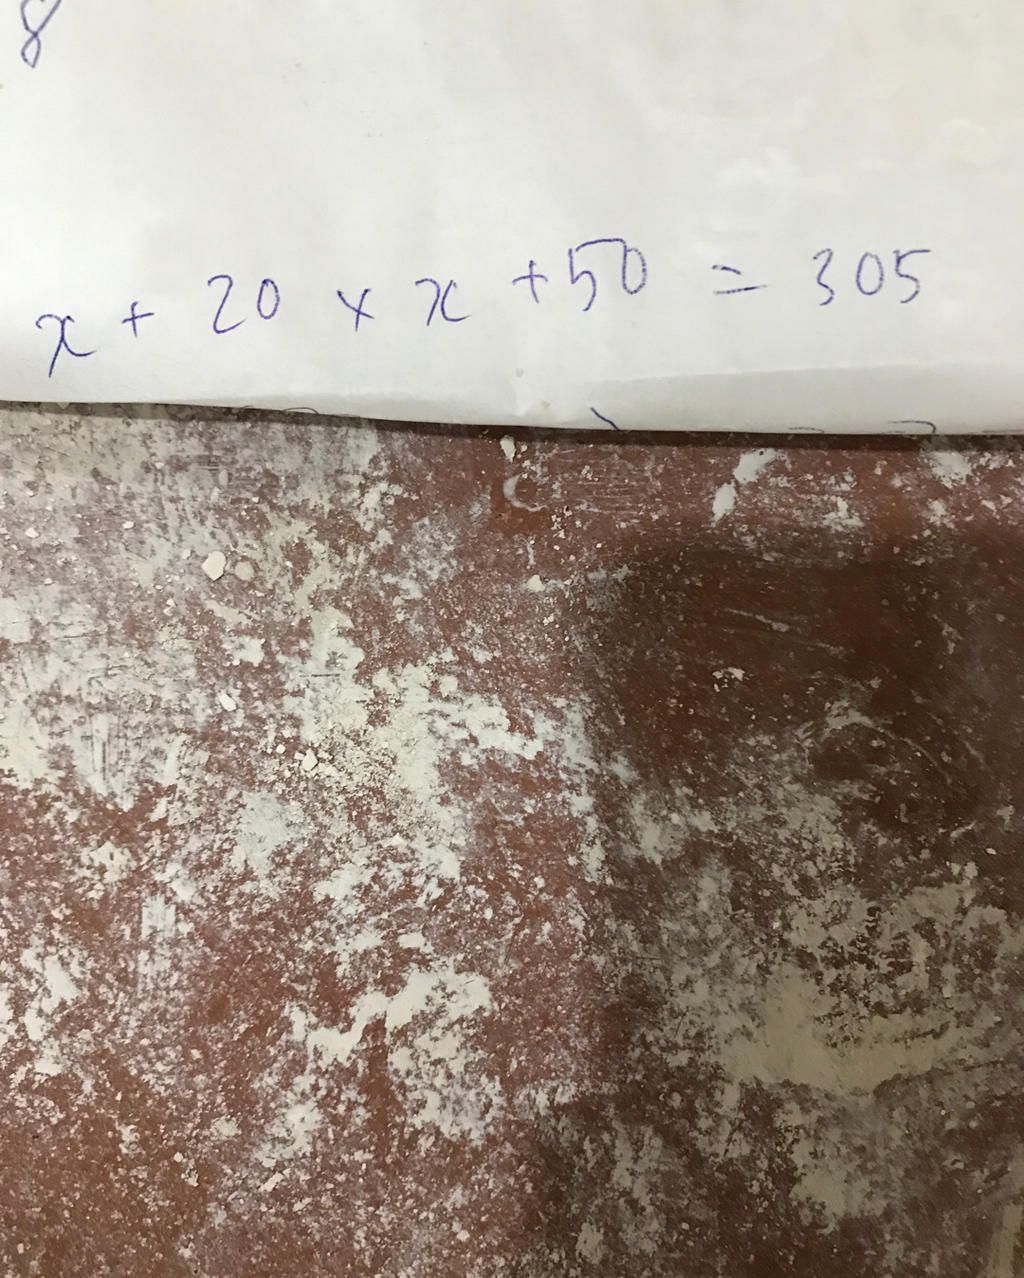 8
x + 20 × x + 50 = 305